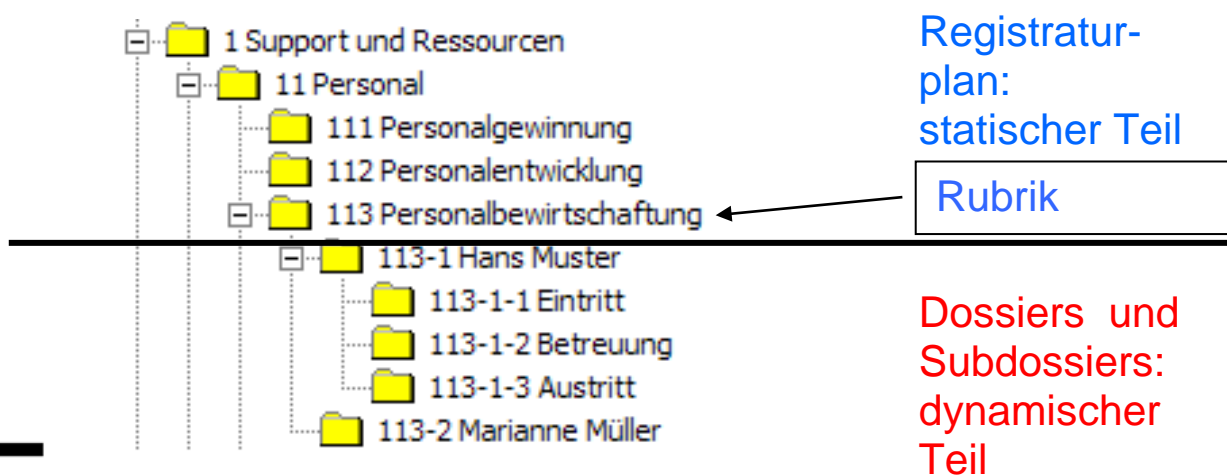 1 Support und Ressourcen
11 Personal
111 Personalgewinnung
112 Personalentwicklung
113 Personalbewirtschaftung
Registratur-
plan:
statischer Teil
Rubrik
113-1 Hans Muster
113-1-1 Eintritt
113-1-2 Betreuung
113-1-3 Austritt
113-2 Marianne Müller
Dossiers und
Subdossiers:
dynamischer
Teil